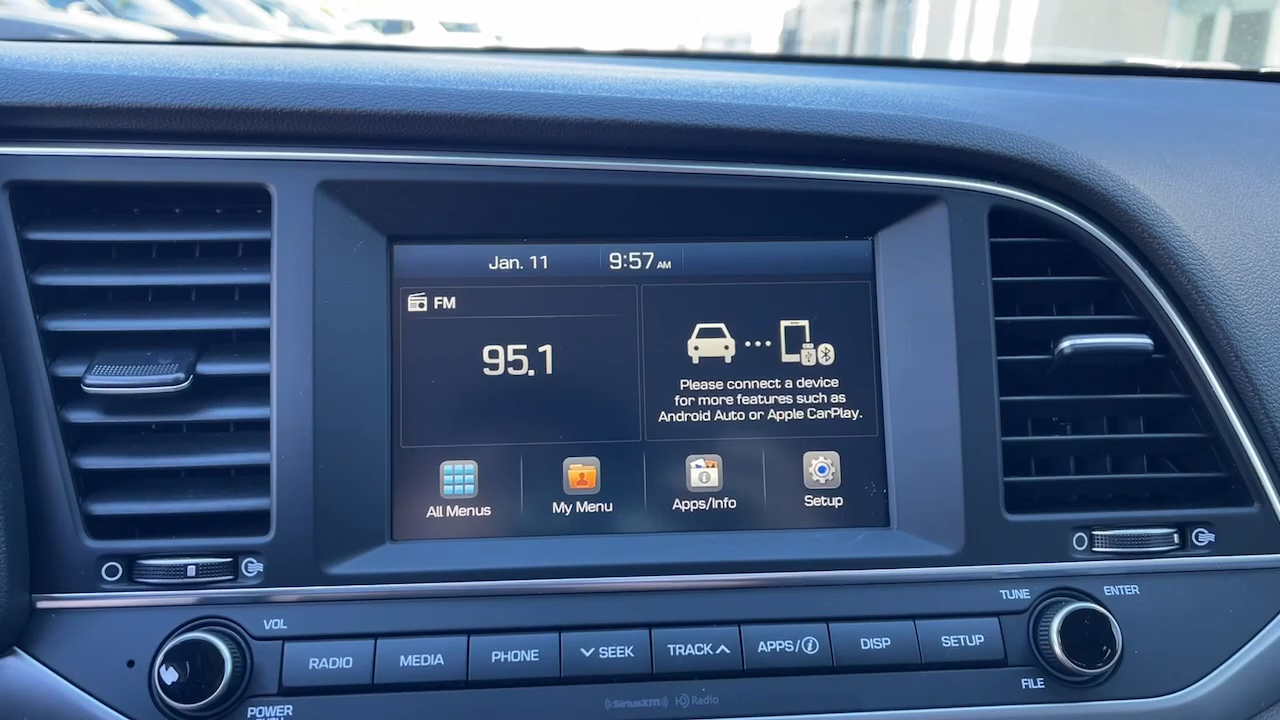 Jan. 11
9:57 AM
FM
95.1
Please connect a device
for more features such as
Android Auto or Apple CarPlay.
All Menus
My Menu
Apps/Info
Setup
VOL
TUNE
ENTER
RADIO
MEDIA
PHONE
SEEK
TRACK
APPS/i
DISP
SETUP
POWER
PUSH
FILE
SiriusXM
HD Radio